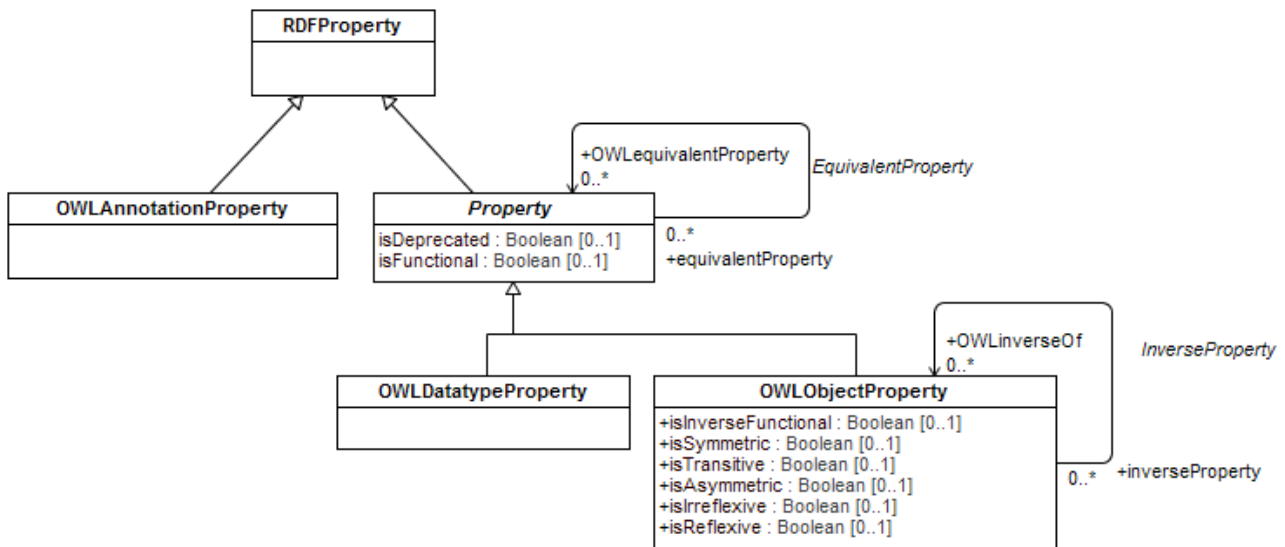 RDFProperty
+OWLequivalentProperty
0..*
EquivalentProperty
OWLAnnotationProperty
Property
isDeprecated : Boolean [0..1]
isFunctional : Boolean [0..1]
0..*
+equivalentProperty
+OWLinverseOf
0..*
InverseProperty
OWLDatatypeProperty
OWLObjectProperty
+isInverseFunctional : Boolean [0..1]
+isSymmetric : Boolean [0..1]
+isTransitive : Boolean [0..1]
+isAsymmetric : Boolean [0..1]
+isIrreflexive : Boolean [0..1]
+isReflexive : Boolean [0..1]
0..*
+inverseProperty